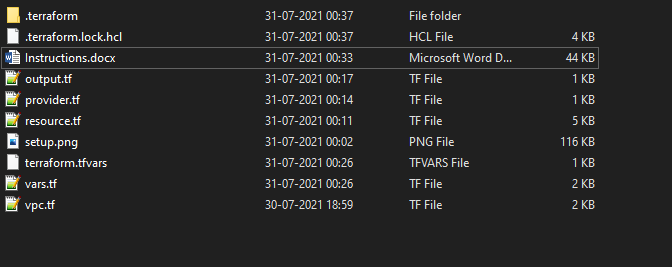 .terraform 31-07-2021 00:37 File folder
.terraform.lock.hcl 31-07-2021 00:37 HCL File 4 KB
Instructions.docx 31-07-2021 00:33 Microsoft Word D... 44 KB
output.tf 31-07-2021 00:17 TF File 1 KB
provider.tf 31-07-2021 00:14 TF File 1 KB
resource.tf 31-07-2021 00:11 TF File 5 KB
setup.png 31-07-2021 00:02 PNG File 116 KB
terraform.tfvars 31-07-2021 00:26 TFVARS File 1 KB
vars.tf 31-07-2021 00:26 TF File 2 KB
vpc.tf 30-07-2021 18:59 TF File 2 KB